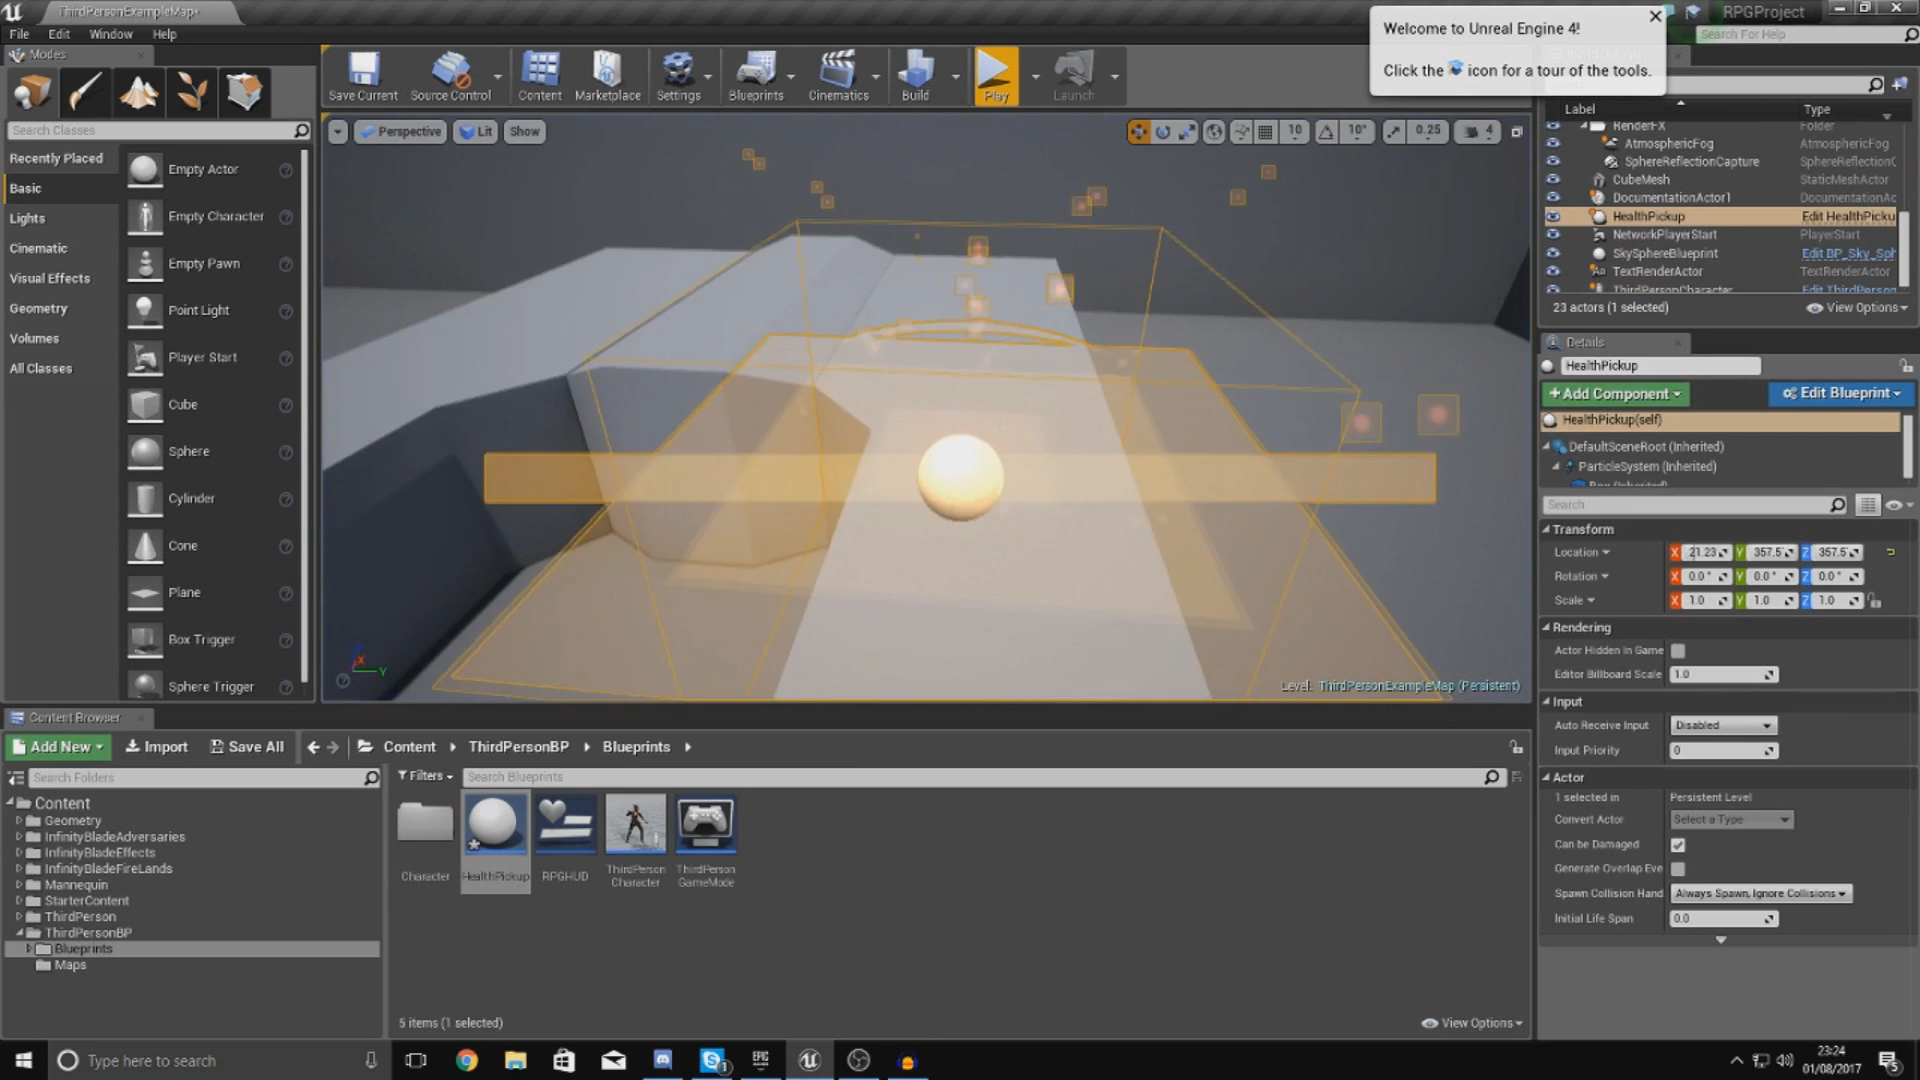 ThirdPersonExampleMap*
RPGProject
File Edit Window Help
Search For Help
Welcome to Unreal Engine 4!
Click the icon for a tour of the tools.
Modes
Save Current
Source Control
Content
Marketplace
Settings
Blueprints
Cinematics
Build
Play
Launch
Search Classes
Recently Placed
Basic
Lights
Cinematic
Visual Effects
Geometry
Volumes
All Classes
Empty Actor
Empty Character
Empty Pawn
Point Light
Player Start
Cube
Sphere
Cylinder
Cone
Plane
Box Trigger
Sphere Trigger
Perspective
Lit
Show
10
10°
0.25
4
X
Y
Level: ThirdPersonExampleMap (Persistent)
Label Type
RenderFX Folder
AtmosphericFog AtmosphericFog
SphereReflectionCapture SphereReflectionC
CubeMesh StaticMeshActor
DocumentationActor1 DocumentationAc
HealthPickup Edit HealthPicku
NetworkPlayerStart PlayerStart
SkySphereBlueprint Edit BP_Sky_Sph
TextRenderActor TextRenderActor
ThirdPersonCharacter Edit ThirdPerson
23 actors (1 selected) View Options
Details
HealthPickup
+Add Component
Edit Blueprint
HealthPickup(self)
DefaultSceneRoot (Inherited)
ParticleSystem (Inherited)
Box (Inherited)
Search
Transform
Location X 21.23 Y 357.5 Z 357.5
Rotation X 0.0° Y 0.0° Z 0.0°
Scale X 1.0 Y 1.0 Z 1.0
Rendering
Actor Hidden In Game
Editor Billboard Scale 1.0
Input
Auto Receive Input Disabled
Input Priority 0
Actor
1 selected in Persistent Level
Convert Actor Select a Type
Can be Damaged
Generate Overlap Eve
Spawn Collision Hand Always Spawn, Ignore Collisions
Initial Life Span 0.0
Content Browser
Add New Import Save All Content ThirdPersonBP Blueprints
Search Folders
Filters
Search Blueprints
Content
Geometry
InfinityBladeAdversaries
InfinityBladeEffects
InfinityBladeFireLands
Mannequin
StarterContent
ThirdPerson
ThirdPersonBP
Blueprints
Maps
Character
HealthPickup
RPGHUD
ThirdPerson
Character
ThirdPerson
GameMode
5 items (1 selected)
View Options
Type here to search
EPIC
1
23:24
01/08/2017
5